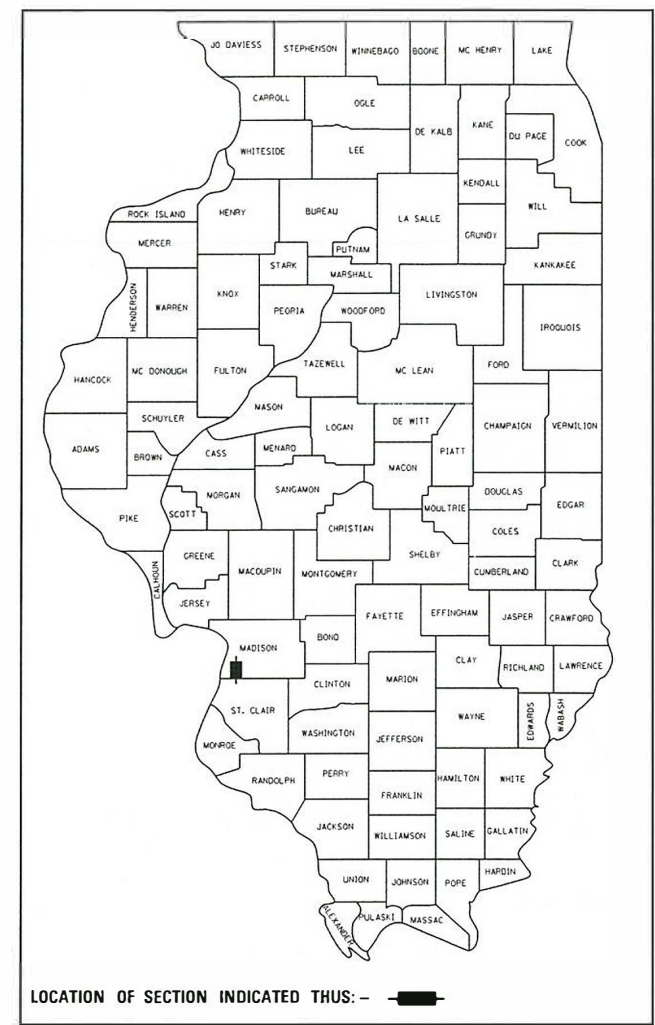 JO DAVIESS STEPHENSON WINNEBAGO BOONE MC HENRY LAKE
CARROLL OGLE DE KALB KANE DU PAGE COOK
WHITESIDE LEE
KENDALL
ROCK ISLAND HENRY BUREAU LA SALLE WILL
MERCER PUTNAM GRUNDY
STARK MARSHALL KANKAKEE
HENDERSON WARREN KNOX PEORIA WOODFORD LIVINGSTON IROQUOIS
HANCOCK MC DONOUGH FULTON TAZEWELL MC LEAN FORD
MASON
SCHUYLER LOGAN DE WITT CHAMPAIGN VERMILION
ADAMS BROWN CASS MENARD MACON PIATT
PIKE SCOTT MORGAN SANGAMON MOULTRIE DOUGLAS EDGAR
CHRISTIAN COLES
CALHOUN GREENE MACOUPIN MONTGOMERY SHELBY CUMBERLAND CLARK
JERSEY FAYETTE EFFINGHAM JASPER CRAWFORD
MADISON BOND CLAY RICHLAND LAWRENCE
CLINTON MARION
ST. CLAIR WAYNE EDWARDS WABASH
MONROE WASHINGTON JEFFERSON
RANDOLPH PERRY HAMILTON WHITE
FRANKLIN
JACKSON WILLIAMSON SALINE GALLATIN
UNION JOHNSON POPE HARDIN
ALEXANDER PULASKI MASSAC
LOCATION OF SECTION INDICATED THUS: –